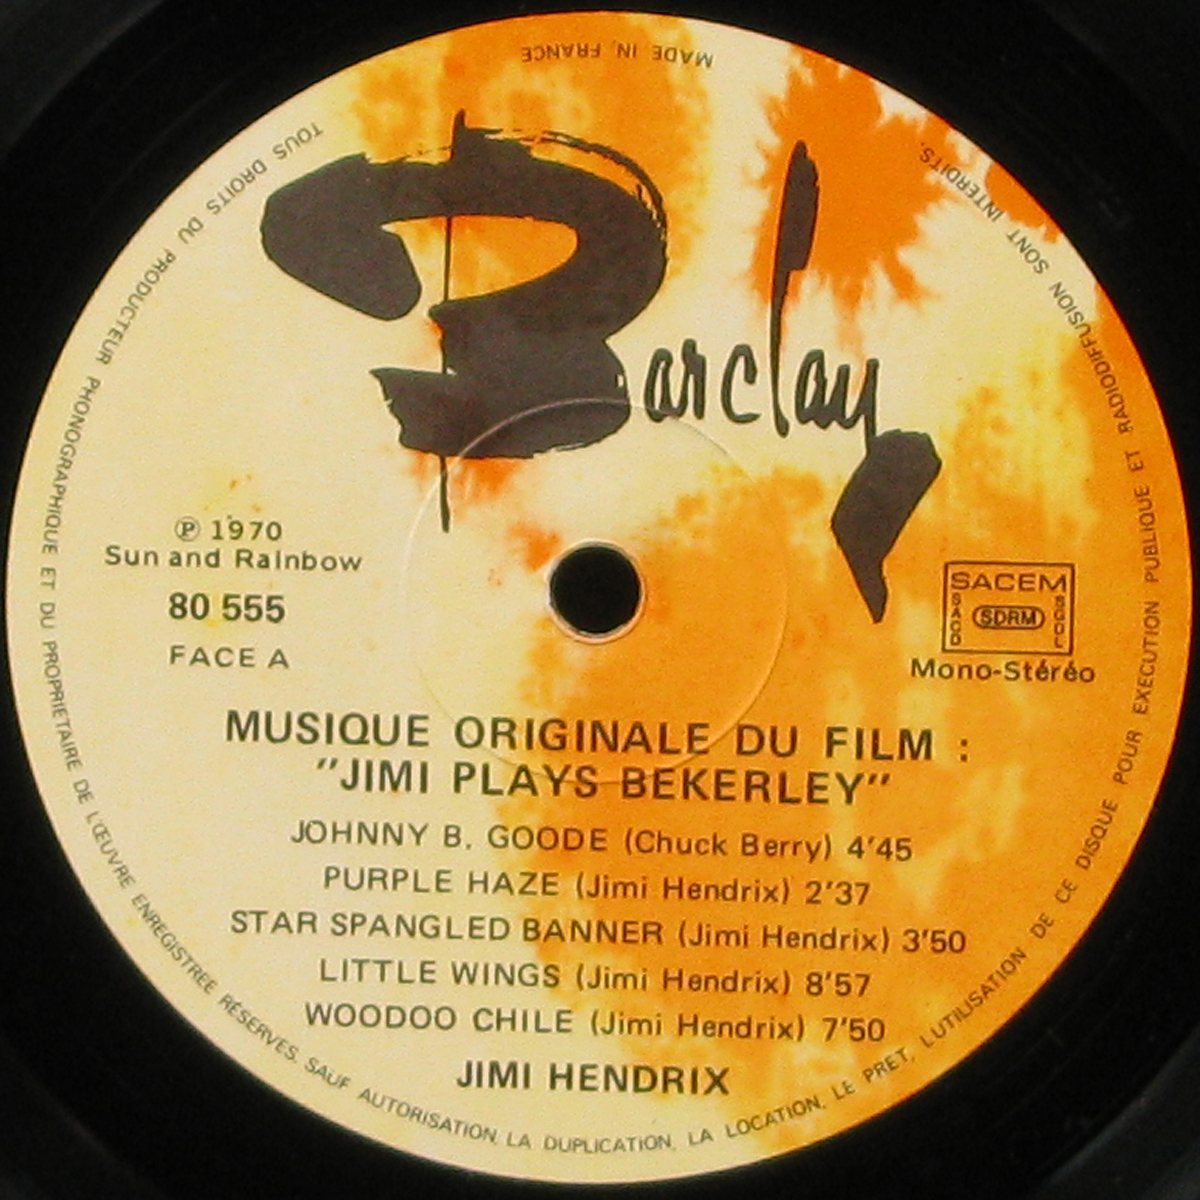 MADE IN FRANCE
Barclay
℗ 1970
Sun and Rainbow
80 555
FACE A
SACEM
SACD
SDRM
SGDL
Mono-Stéréo
MUSIQUE ORIGINALE DU FILM :
"JIMI PLAYS BEKERLEY"
JOHNNY B. GOODE (Chuck Berry) 4'45
PURPLE HAZE (Jimi Hendrix) 2'37
STAR SPANGLED BANNER (Jimi Hendrix) 3'50
LITTLE WINGS (Jimi Hendrix) 8'57
WOODOO CHILE (Jimi Hendrix) 7'50
JIMI HENDRIX
TOUS DROITS DU PRODUCTEUR PHONOGRAPHIQUE ET DU PROPRIETAIRE DE L'ŒUVRE ENREGISTREE RÉSERVES. SAUF AUTORISATION, LA DUPLICATION, LA LOCATION, LE PRET, L'UTILISATION DE CE DISQUE POUR EXECUTION PUBLIQUE ET RADIODIFFUSION SONT INTERDITS.